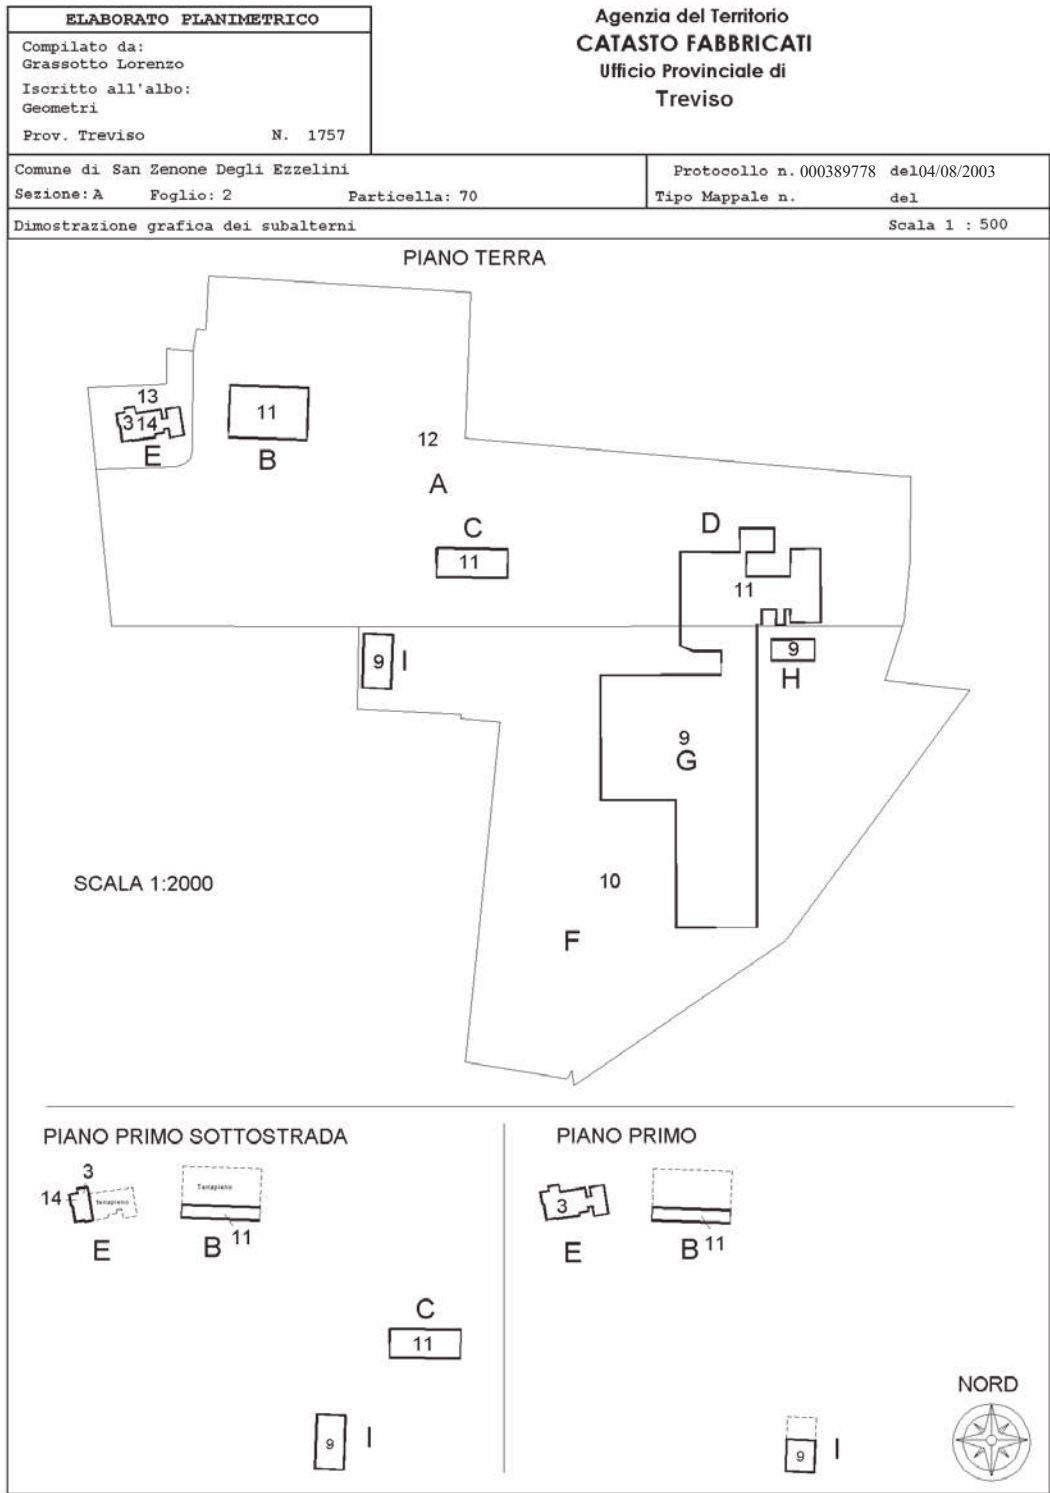 ELABORATO PLANIMETRICO
Compilato da:
Grassotto Lorenzo
Iscritto all'albo:
Geometri
Prov. Treviso N. 1757
Agenzia del Territorio
CATASTO FABBRICATI
Ufficio Provinciale di
Treviso
Comune di San Zenone Degli Ezzelini
Sezione: A Foglio: 2 Particella: 70
Protocollo n. 000389778 del 04/08/2003
Tipo Mappale n. del
Dimostrazione grafica dei subalterni Scala 1 : 500
PIANO TERRA
13
3 14
E
11
B
12
A
C
11
D
11
9 I
9
H
9
G
SCALA 1:2000
10
F
PIANO PRIMO SOTTOSTRADA
3
14
terrapieno
E
Terrapieno
B 11
C
11
9 I
PIANO PRIMO
3
E
B 11
9 I
NORD